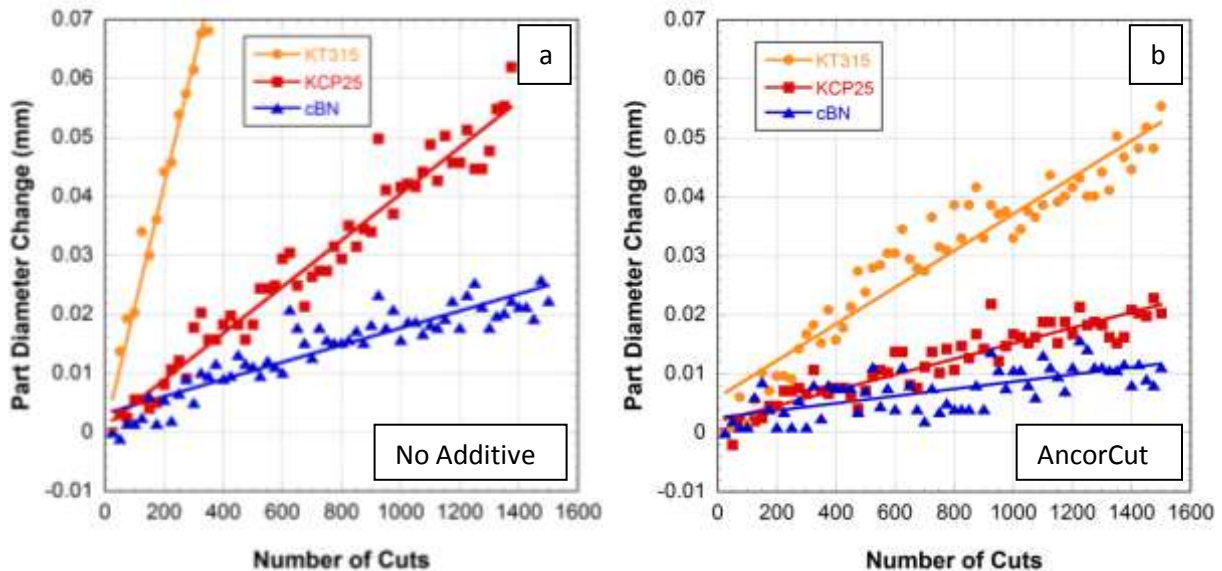 0.07
0.06
0.05
0.04
0.03
0.02
0.01
0
-0.01
Part Diameter Change (mm)
KT315
KCP25
cBN
a
No Additive
0 200 400 600 800 1000 1200 1400 1600
Number of Cuts
0.07
0.06
0.05
0.04
0.03
0.02
0.01
0
-0.01
Part Diameter Change (mm)
KT315
KCP25
cBN
b
AncorCut
0 200 400 600 800 1000 1200 1400 1600
Number of Cuts